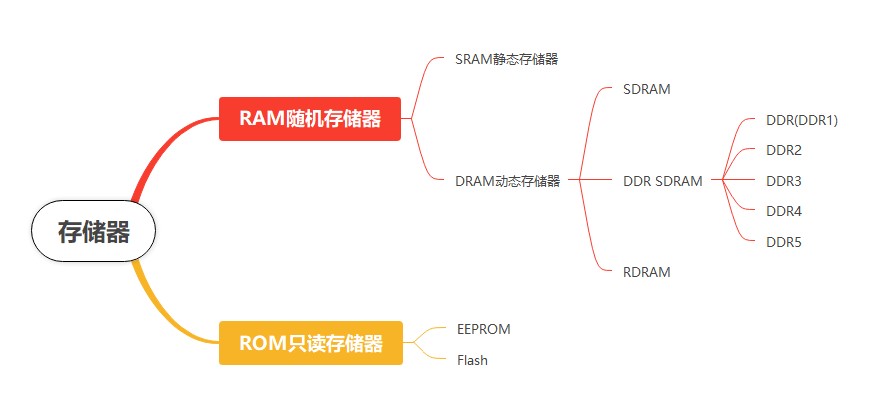 存储器
RAM随机存储器
SRAM静态存储器
DRAM动态存储器
SDRAM
DDR SDRAM
DDR(DDR1)
DDR2
DDR3
DDR4
DDR5
RDRAM
ROM只读存储器
EEPROM
Flash